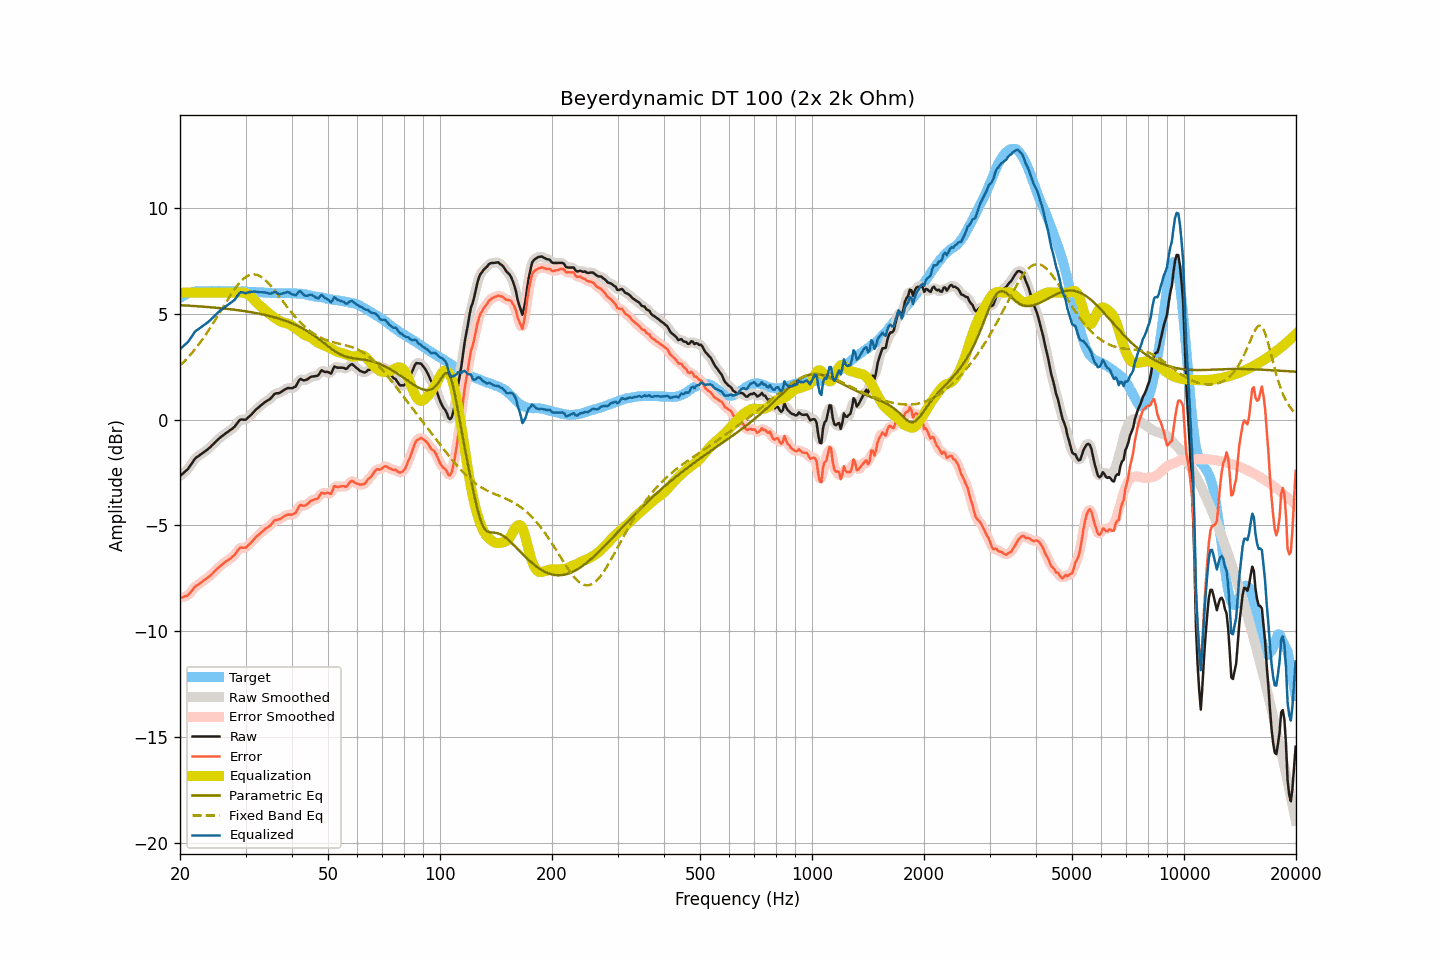 Beyerdynamic DT 100 (2x 2k Ohm)
Amplitude (dBr)
10
5
0
−5
−10
−15
−20
Target
Raw Smoothed
Error Smoothed
Raw
Error
Equalization
Parametric Eq
Fixed Band Eq
Equalized
20 50 100 200 500 1000 2000 5000 10000 20000
Frequency (Hz)